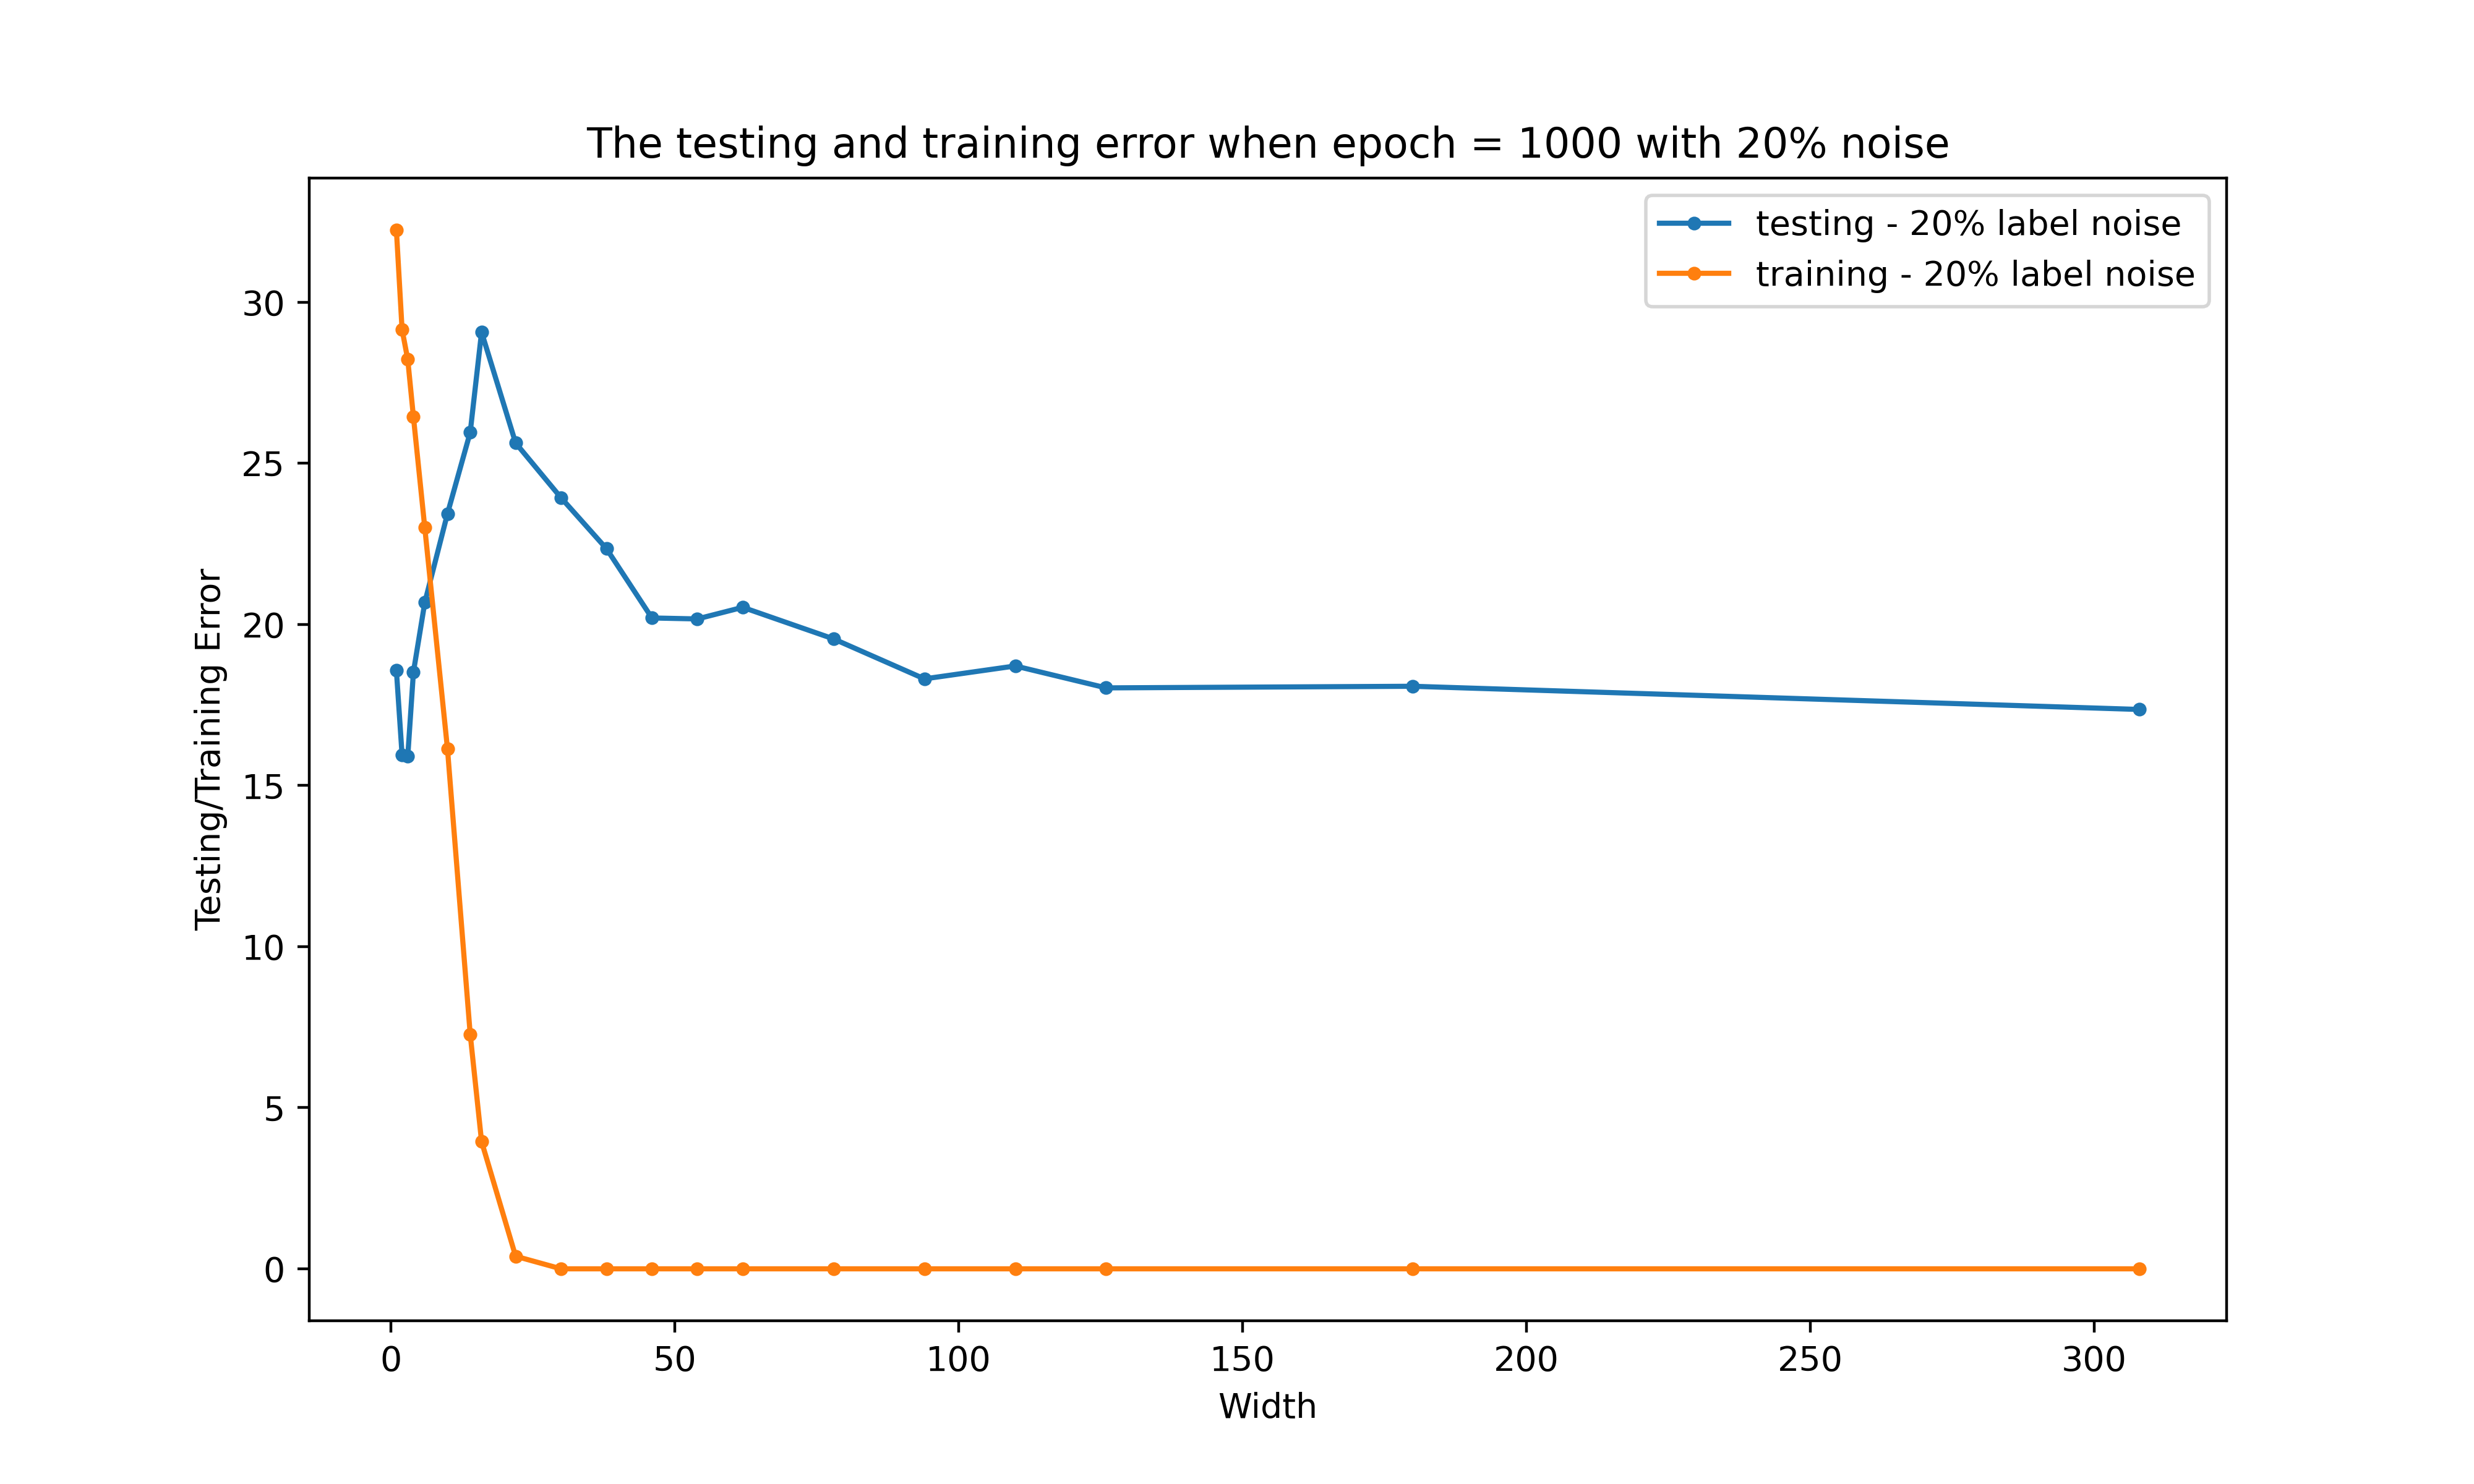 The testing and training error when epoch = 1000 with 20% noise
testing - 20% label noise
training - 20% label noise
Testing/Training Error
30
25
20
15
10
5
0
0 50 100 150 200 250 300
Width